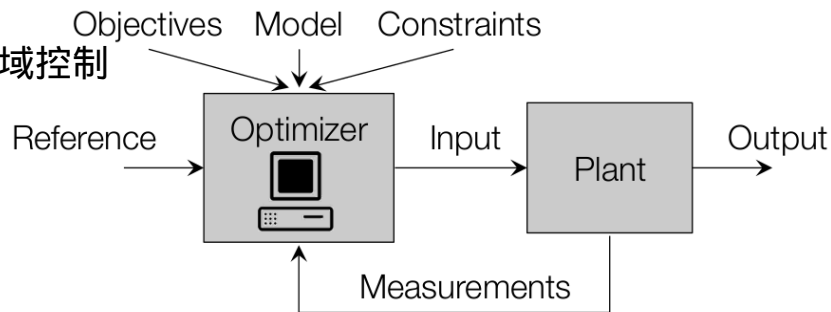 Objectives Model Constraints
域控制
Reference
Optimizer
Input
Plant
Output
Measurements